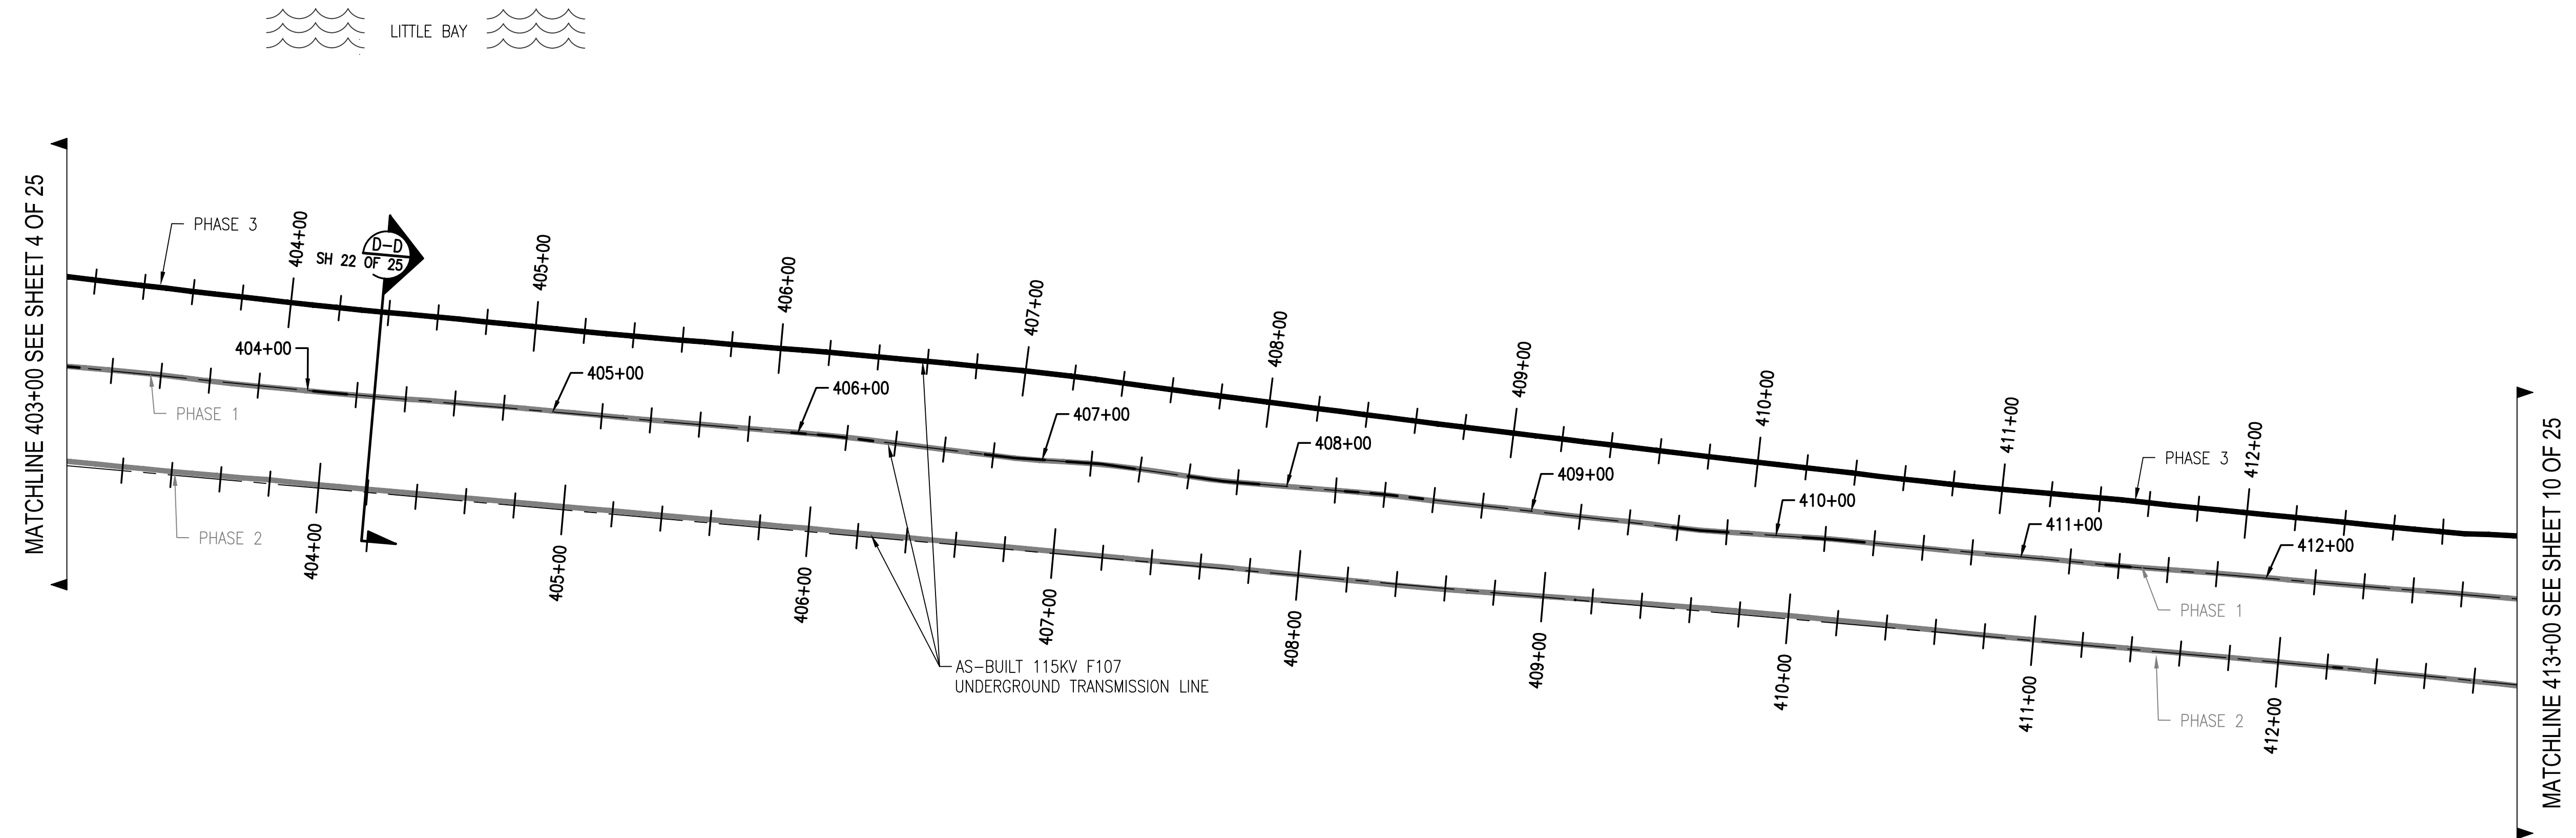 LITTLE BAY
MATCHLINE 403+00 SEE SHEET 4 OF 25
PHASE 3
404+00
D-D
SH 22 OF 25
405+00
406+00
407+00
408+00
409+00
410+00
411+00
412+00
PHASE 3
404+00
405+00
406+00
407+00
408+00
409+00
410+00
411+00
412+00
PHASE 1
PHASE 1
PHASE 2
404+00
405+00
406+00
407+00
408+00
409+00
410+00
411+00
412+00
PHASE 2
AS-BUILT 115KV F107
UNDERGROUND TRANSMISSION LINE
MATCHLINE 413+00 SEE SHEET 10 OF 25